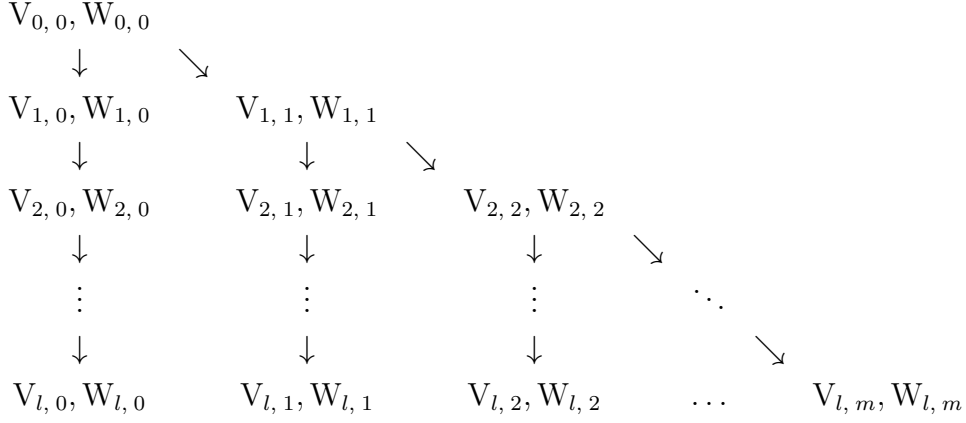 V₀,₀, W₀,₀
↓ ↘
V₁,₀, W₁,₀ V₁,₁, W₁,₁
↓ ↓ ↘
V₂,₀, W₂,₀ V₂,₁, W₂,₁ V₂,₂, W₂,₂
↓ ↓ ↓ ↘
⋮ ⋮ ⋮ ⋱
↓ ↓ ↓ ↘
Vₗ,₀, Wₗ,₀ Vₗ,₁, Wₗ,₁ Vₗ,₂, Wₗ,₂ … Vₗ,ₘ, Wₗ,ₘ